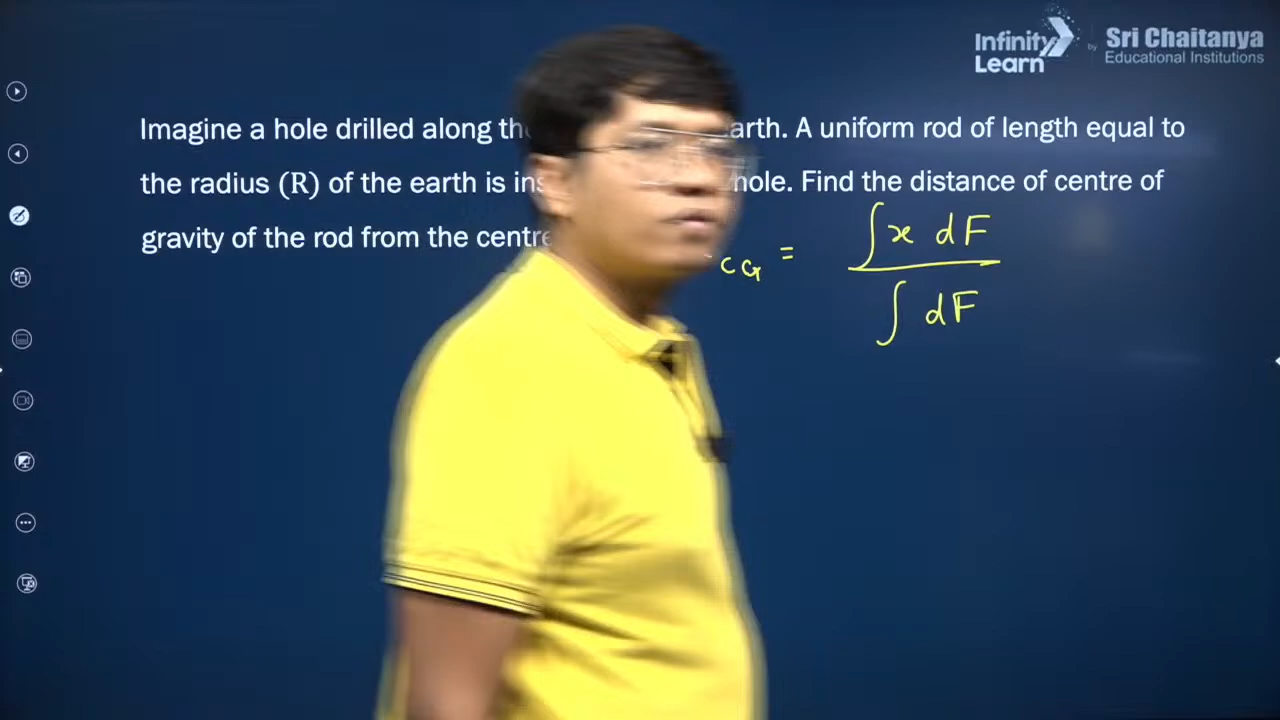 Infinity Learn by Sri Chaitanya Educational Institutions
Imagine a hole drilled along the arth. A uniform rod of length equal to
the radius (R) of the earth is ins hole. Find the distance of centre of
gravity of the rod from the centre
CG = ∫ x dF
∫ dF